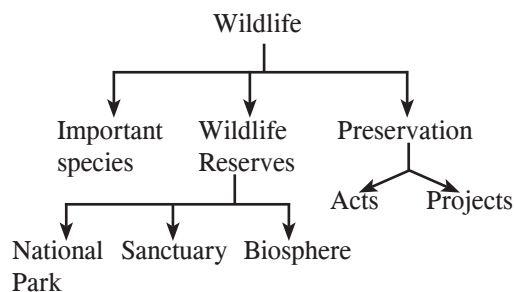 Wildlife
Important
species
Wildlife
Reserves
Preservation
Acts
Projects
National
Park
Sanctuary
Biosphere